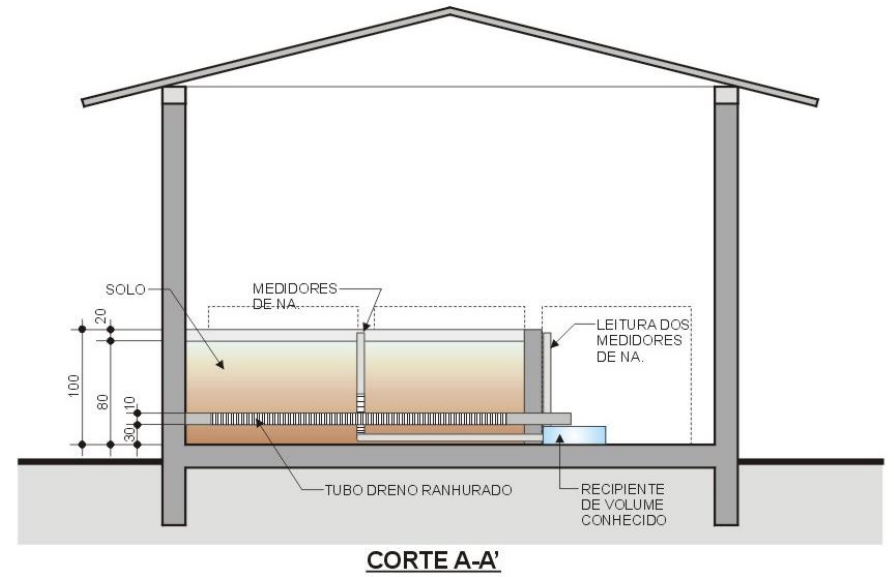 SOLO
MEDIDORES
DE NA.
20
LEITURA DOS
MEDIDORES
DE NA.
100
80
10
30
TUBO DRENO RANHURADO
RECIPIENTE
DE VOLUME
CONHECIDO
CORTE A-A'